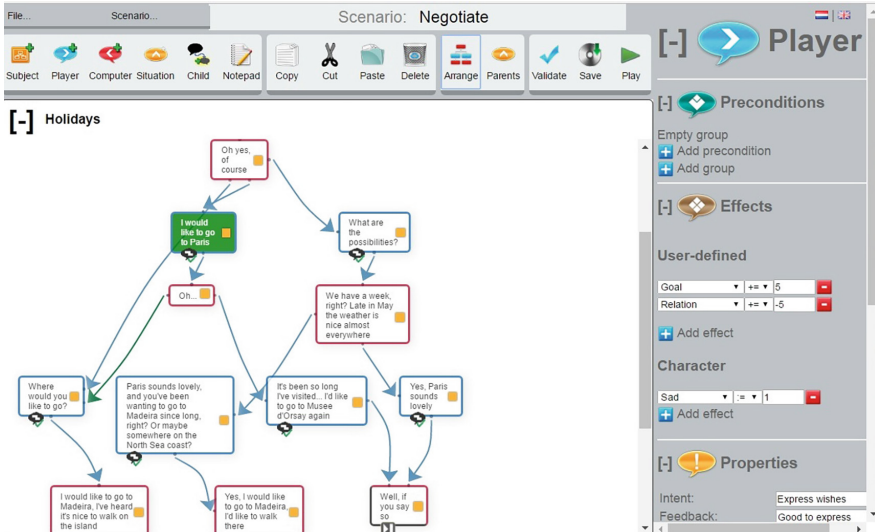 File...
Scenario...
Scenario: Negotiate
Subject
Player
Computer
Situation
Child
Notepad
Copy
Cut
Paste
Delete
Arrange
Parents
Validate
Save
Play
[-] Holidays
Oh yes,
of
course
I would
like to go
to Paris
What are
the
possibilities?
Oh...
We have a week,
right? Late in May
the weather is
nice almost
everywhere
Where
would you
like to go?
Paris sounds lovely,
and you've been
wanting to go to
Madeira since long,
right? Or maybe
somewhere on the
North Sea coast?
It's been so long
I've visited... I'd like
to go to Musee
d'Orsay again
Yes, Paris
sounds
lovely
I would like to go to
Madeira, I've heard
it's nice to walk on
the island
Yes, I would like
to go to Madeira,
I'd like to walk
there
Well, if
you say
so
[-] Player
[-] Preconditions
Empty group
Add precondition
Add group
[-] Effects
User-defined
Goal += 5
Relation += -5
Add effect
Character
Sad := 1
Add effect
[-] Properties
Intent: Express wishes
Feedback: Good to express